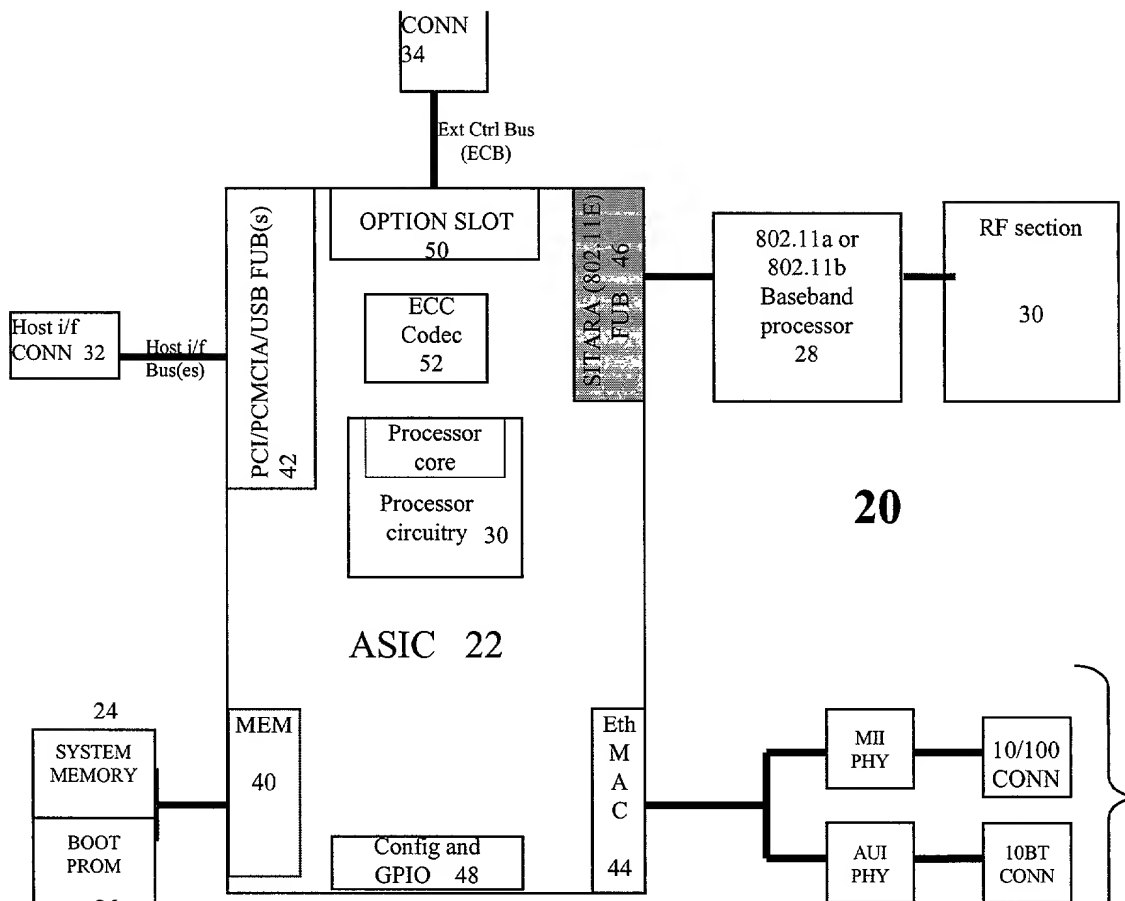 CONN
34
Ext Ctrl Bus
(ECB)
OPTION SLOT
50
SITARA (802.11E)
FUB 46
802.11a or
802.11b
Baseband
processor
28
RF section
30
PCI/PCMCIA/USB FUB(s)
42
ECC
Codec
52
Host i/f
CONN 32
Host i/f
Bus(es)
Processor
core
Processor
circuitry 30
20
ASIC 22
24
SYSTEM
MEMORY
BOOT
PROM
MEM
40
Config and
GPIO 48
Eth
M
A
C
44
MII
PHY
10/100
CONN
AUI
PHY
10BT
CONN